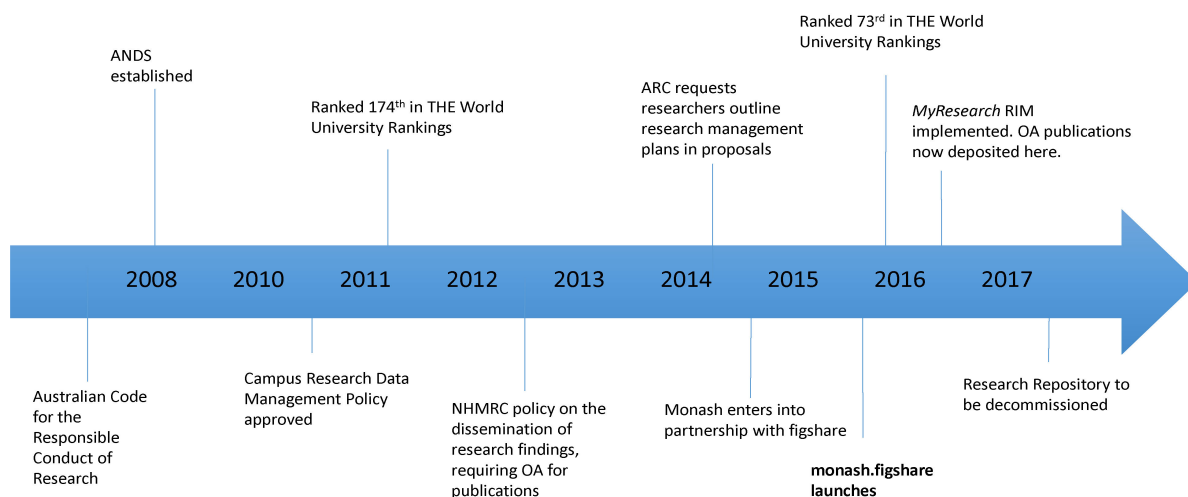 Ranked 73rd in THE World
University Rankings
ANDS
established
Ranked 174th in THE World
University Rankings
ARC requests
researchers outline
research management
plans in proposals
MyResearch RIM
implemented. OA publications
now deposited here.
2008 2010 2011 2012 2013 2014 2015 2016 2017
Australian Code
for the
Responsible
Conduct of
Research
Campus Research Data
Management Policy
approved
NHMRC policy on the
dissemination of
research findings,
requiring OA for
publications
Monash enters into
partnership with figshare
monash.figshare
launches
Research Repository to
be decommissioned